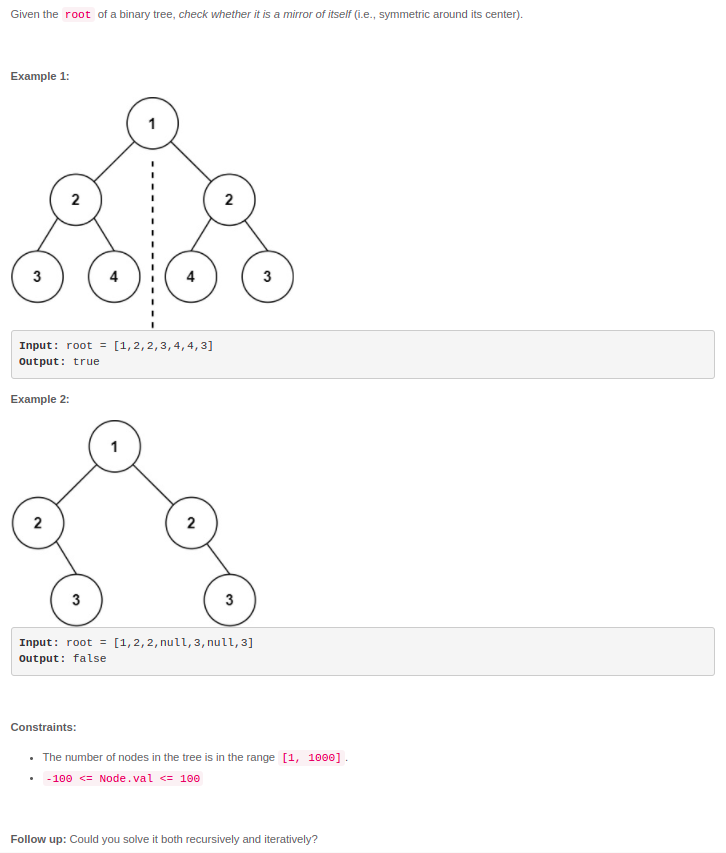 Given the root of a binary tree, check whether it is a mirror of itself (i.e., symmetric around its center).
Example 1:
1
2 2
3 4 4 3
Input: root = [1,2,2,3,4,4,3]
Output: true
Example 2:
1
2 2
3 3
Input: root = [1,2,2,null,3,null,3]
Output: false
Constraints:
• The number of nodes in the tree is in the range [1, 1000].
• -100 <= Node.val <= 100
Follow up: Could you solve it both recursively and iteratively?